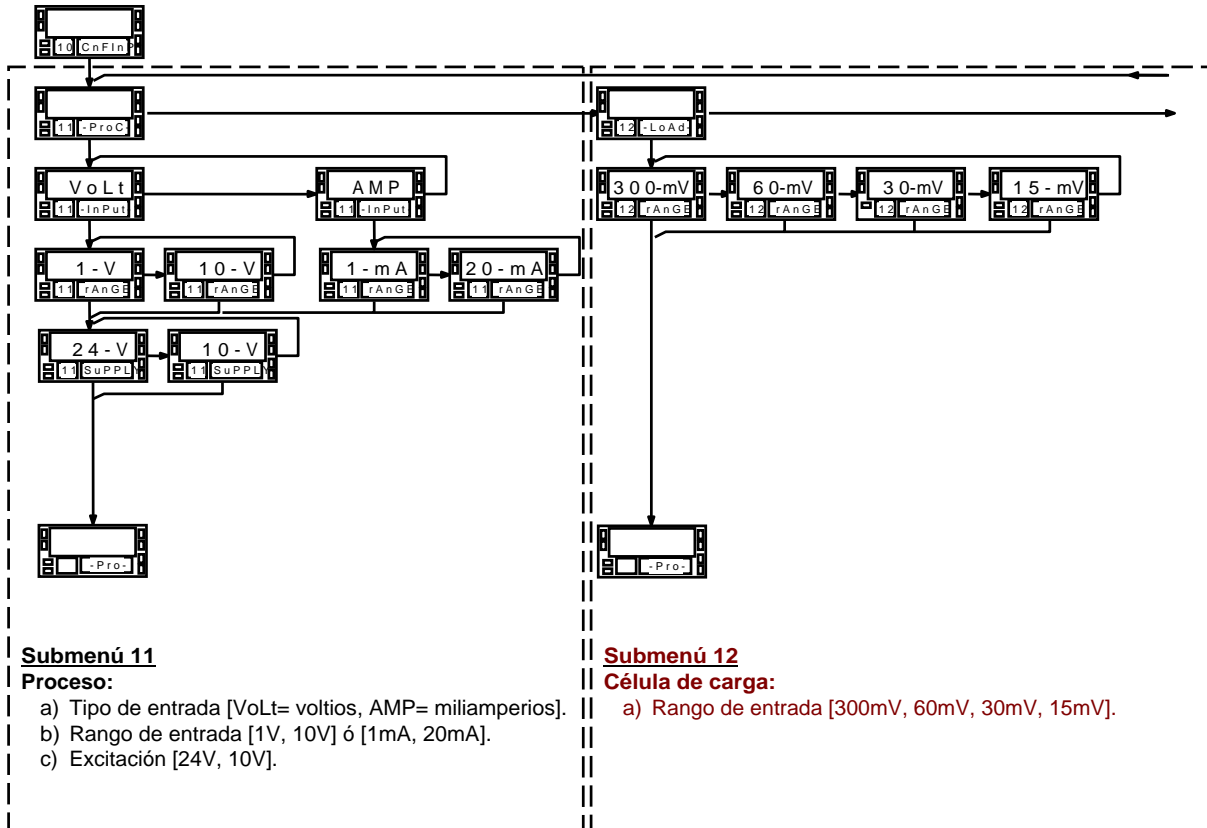 10 CnFInP
11 -ProC-
12 -LoAd-
VoLt
11 -InPut
AMP
11 -InPut
300-mV
12 rAnGE
60-mV
12 rAnGE
30-mV
12 rAnGE
15-mV
12 rAnGE
1-V
11 rAnGE
10-V
11 rAnGE
1-mA
11 rAnGE
20-mA
11 rAnGE
24-V
11 SuPPLY
10-V
11 SuPPLY
-Pro-
-Pro-
Submenú 11
Proceso:
a) Tipo de entrada [VoLt= voltios, AMP= miliamperios].
b) Rango de entrada [1V, 10V] ó [1mA, 20mA].
c) Excitación [24V, 10V].
Submenú 12
Célula de carga:
a) Rango de entrada [300mV, 60mV, 30mV, 15mV].